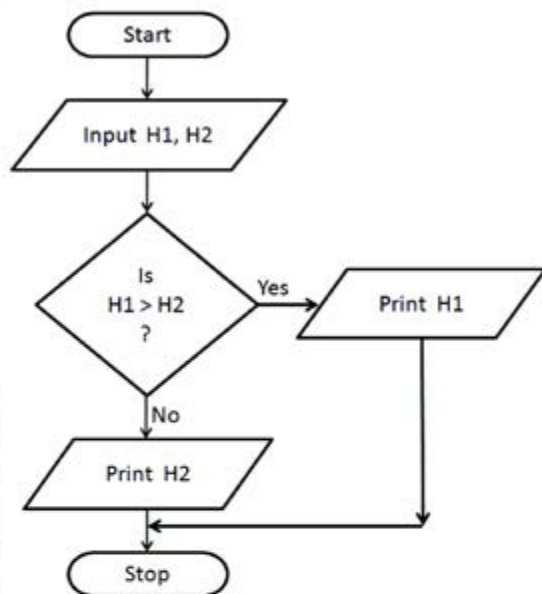 Start
Input H1, H2
Is
H1 > H2
?
Yes
Print H1
No
Print H2
Stop